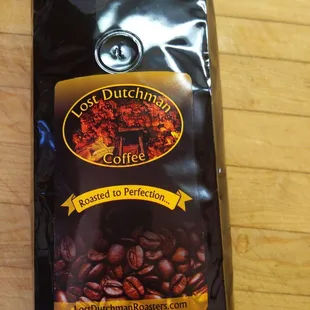 Lost Dutchman
Coffee
Roasted to Perfection...
LostDutchmanRoasters.com